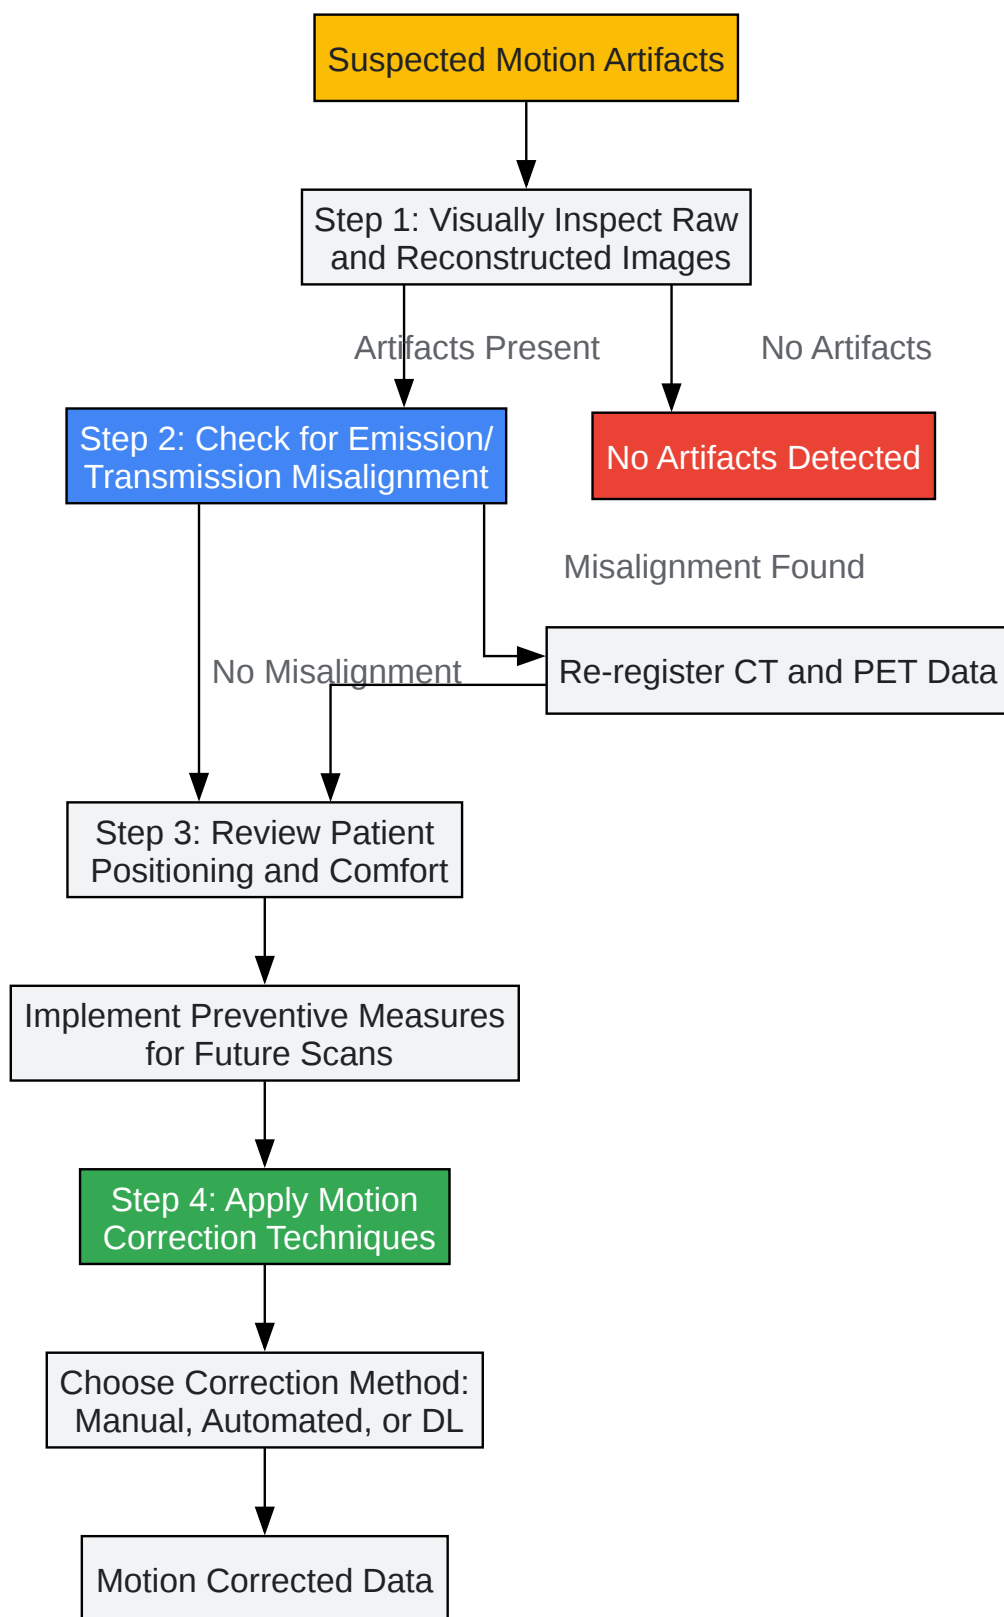 Suspected Motion Artifacts
Step 1: Visually Inspect Raw
and Reconstructed Images
Artifacts Present
No Artifacts
Step 2: Check for Emission/
Transmission Misalignment
No Artifacts Detected
Misalignment Found
No Misalignment
Re-register CT and PET Data
Step 3: Review Patient
Positioning and Comfort
Implement Preventive Measures
for Future Scans
Step 4: Apply Motion
Correction Techniques
Choose Correction Method:
Manual, Automated, or DL
Motion Corrected Data